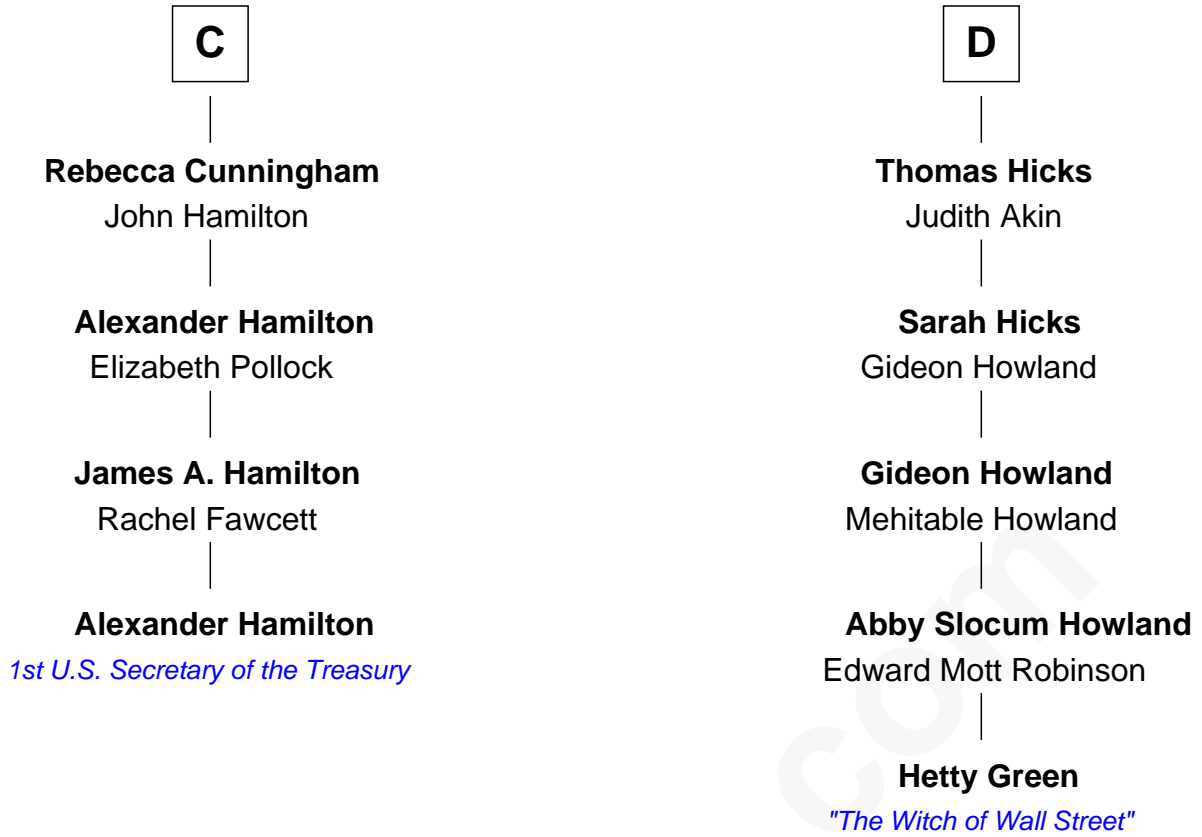 C
Rebecca Cunningham
John Hamilton
Alexander Hamilton
Elizabeth Pollock
James A. Hamilton
Rachel Fawcett
Alexander Hamilton
1st U.S. Secretary of the Treasury
D
Thomas Hicks
Judith Akin
Sarah Hicks
Gideon Howland
Gideon Howland
Mehitable Howland
Abby Slocum Howland
Edward Mott Robinson
Hetty Green
"The Witch of Wall Street"
com